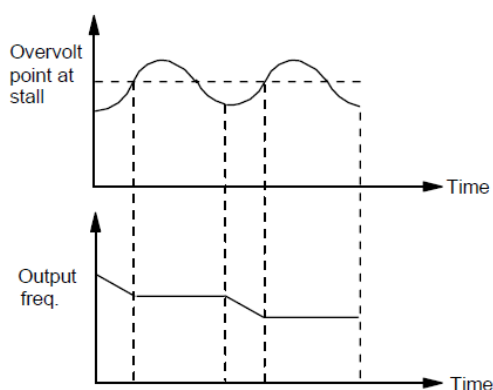 Overvolt
point at
stall
Time
Output
freq.
Time